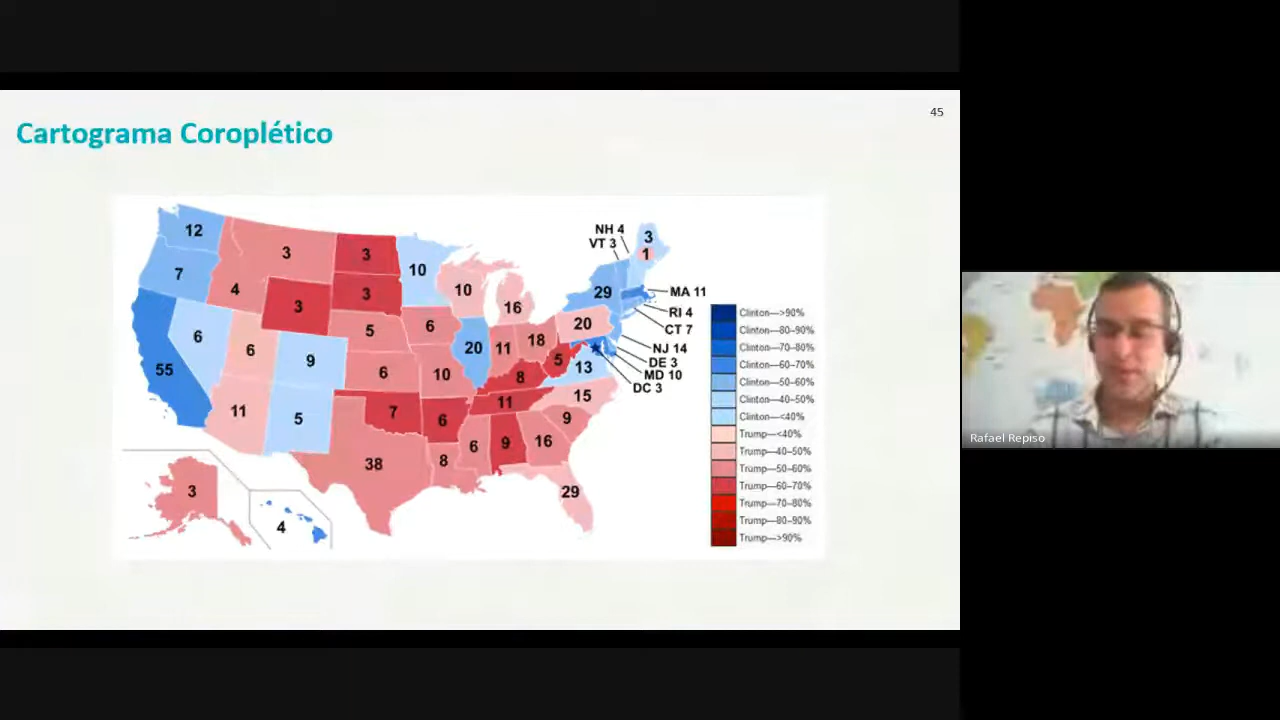 45
Cartograma Coroplético
NH 4
VT 3
3
1
12
3
3
10
7
4
3
3
10
29
MA 11
16
RI 4
6
5
6
20
CT 7
6
9
20
11
18
NJ 14
5
DE 3
55
6
10
8
13
MD 10
DC 3
11
5
7
6
11
15
9
38
8
6
9
16
3
29
4
Clinton—>90%
Clinton—80–90%
Clinton—70–80%
Clinton—60–70%
Clinton—50–60%
Clinton—40–50%
Clinton—<40%
Trump—<40%
Trump—40–50%
Trump—50–60%
Trump—60–70%
Trump—70–80%
Trump—80–90%
Trump—>90%
Rafael Repiso